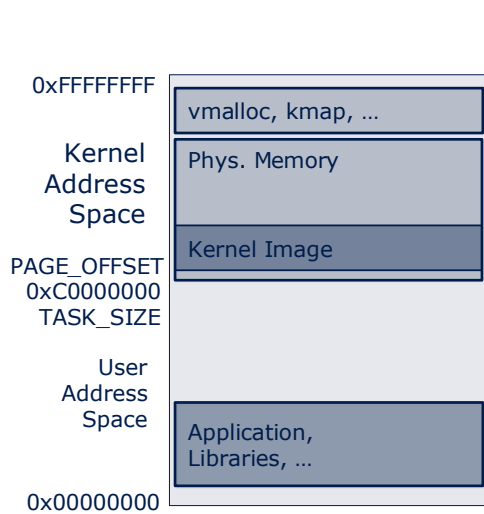 0xFFFFFFFF
vmalloc, kmap, …
Kernel
Address
Space
Phys. Memory
Kernel Image
PAGE_OFFSET
0xC0000000
TASK_SIZE
User
Address
Space
Application,
Libraries, …
0x00000000